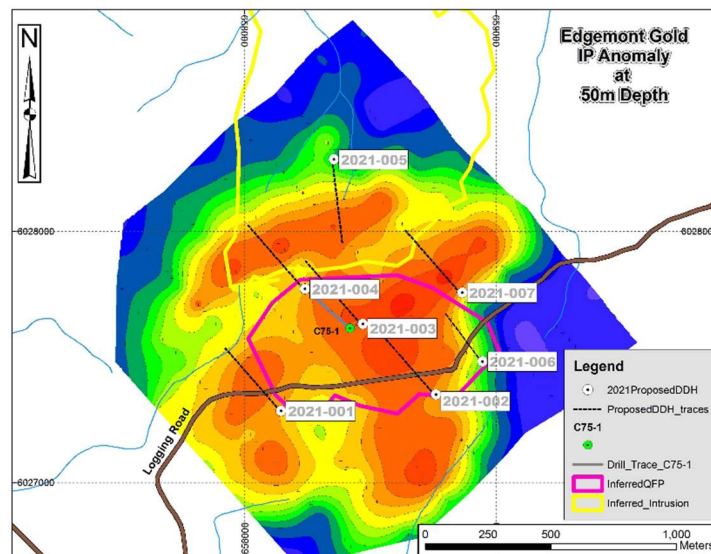 Edgemont Gold
IP Anomaly
at
50m Depth
N
658000
659000
2021-005
6028000
6028000
2021-004
2021-007
C75-1
2021-003
2021-006
2021-002
2021-001
Logging Road
6027000
658000
Legend
2021ProposedDDH
ProposedDDH_traces
C75-1
Drill_Trace_C75-1
InferredQFP
Inferred_Intrusion
0 250 500 1,000
Meters